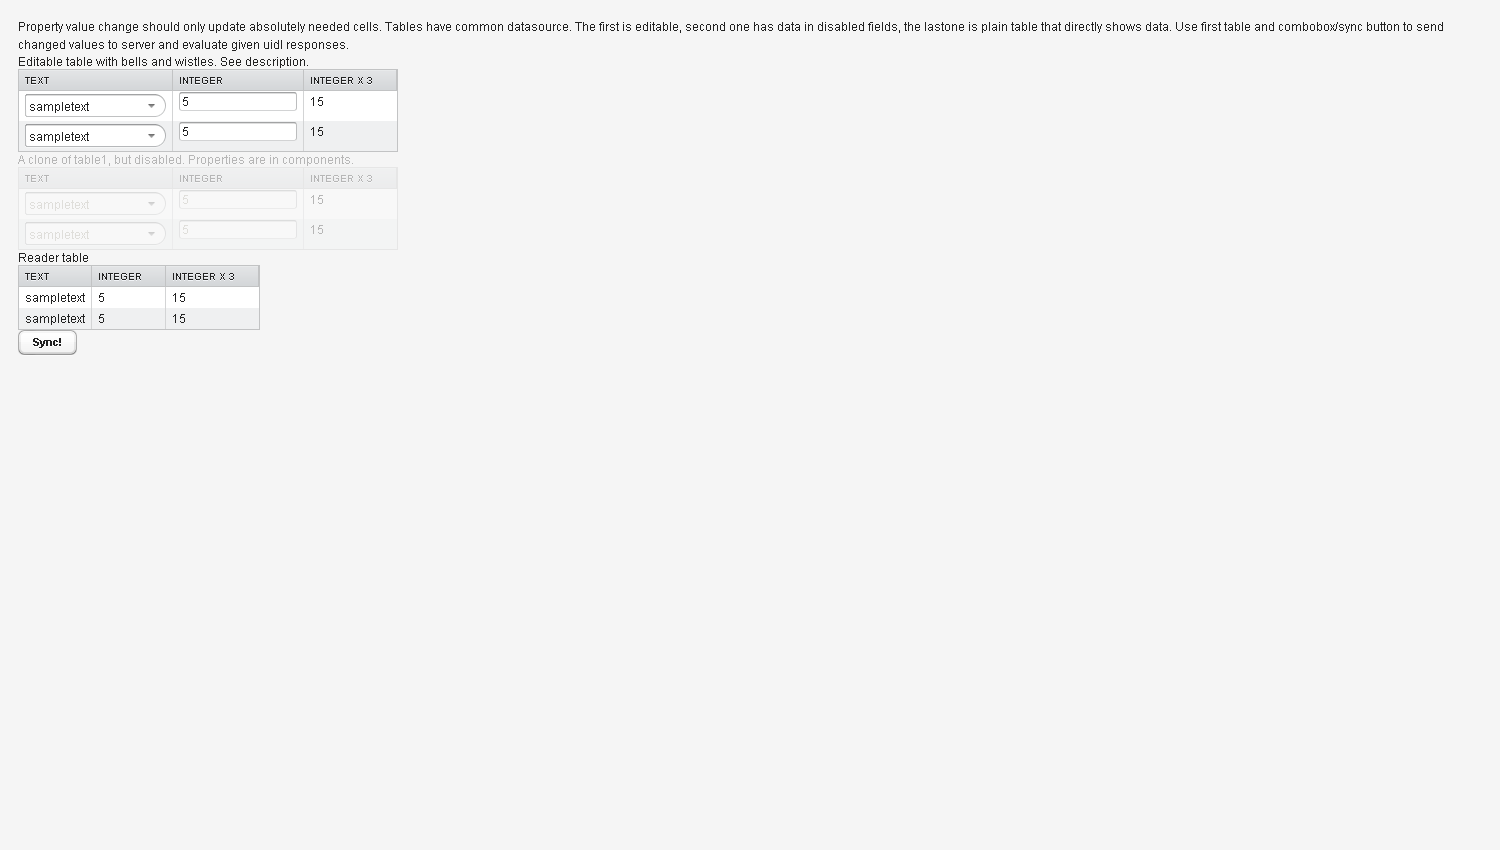 Property value change should only update absolutely needed cells. Tables have common datasource. The first is editable, second one has data in disabled fields, the lastone is plain table that directly shows data. Use first table and combobox/sync button to send
changed values to server and evaluate given uidl responses.
Editable table with bells and wistles. See description.
TEXT INTEGER INTEGER X 3
sampletext 5 15
sampletext 5 15
A clone of table1, but disabled. Properties are in components.
TEXT INTEGER INTEGER X 3
sampletext 5 15
sampletext 5 15
Reader table
TEXT INTEGER INTEGER X 3
sampletext 5 15
sampletext 5 15
Sync!